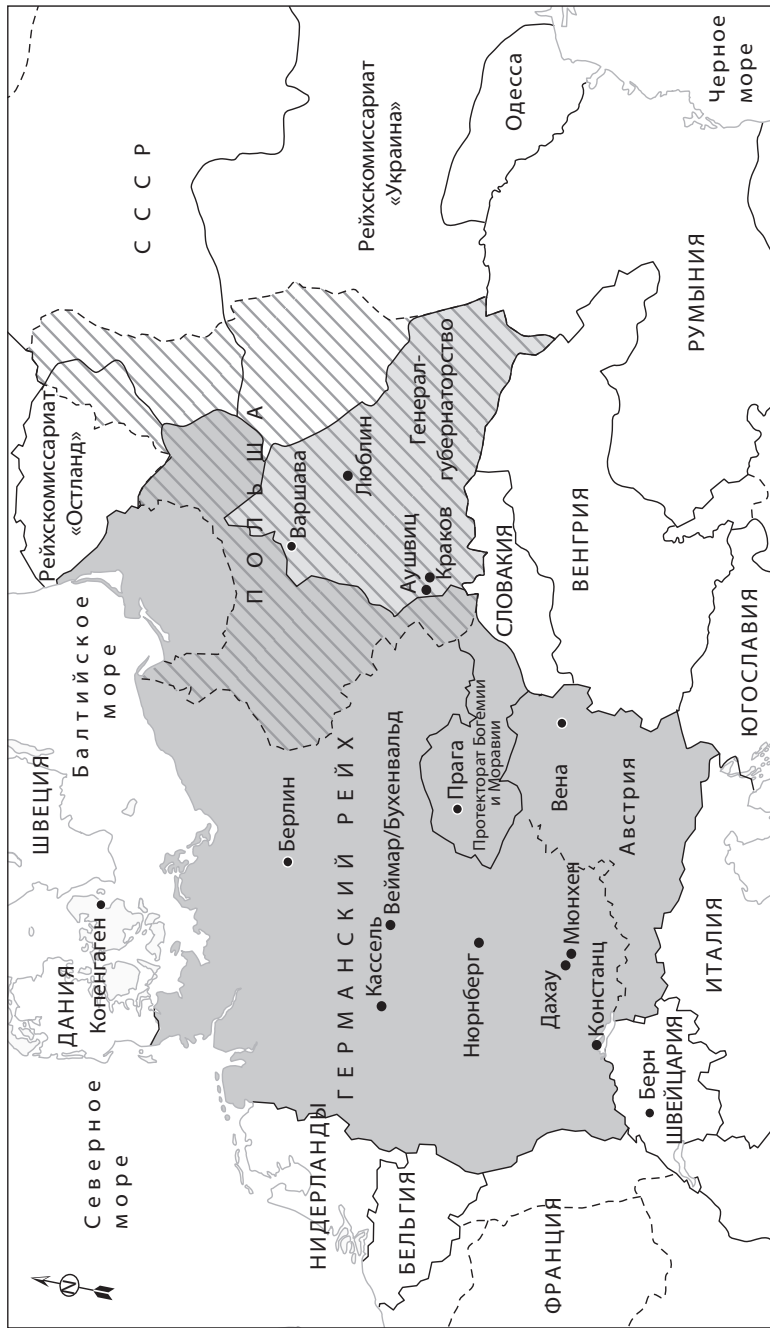 N
Северное
море
ДАНИЯ
Копенгаген
ШВЕЦИЯ
Балтийское
море
Рейхскомиссариат
«Остланд»
СССР
НИДЕРЛАНДЫ
БЕЛЬГИЯ
ФРАНЦИЯ
ГЕРМАНСКИЙ РЕЙХ
Берлин
Кассель
Веймар/Бухенвальд
Нюрнберг
Дахау
Мюнхен
Констанц
Берн
ШВЕЙЦАРИЯ
ИТАЛИЯ
Прага
Протекторат Богемии
и Моравии
Вена
Австрия
ПОЛЬША
Варшава
Люблин
Аушвиц
Краков
Генерал-
губернаторство
Рейхскомиссариат
«Украина»
СЛОВАКИЯ
ВЕНГРИЯ
ЮГОСЛАВИЯ
РУМЫНИЯ
Одесса
Черное
море